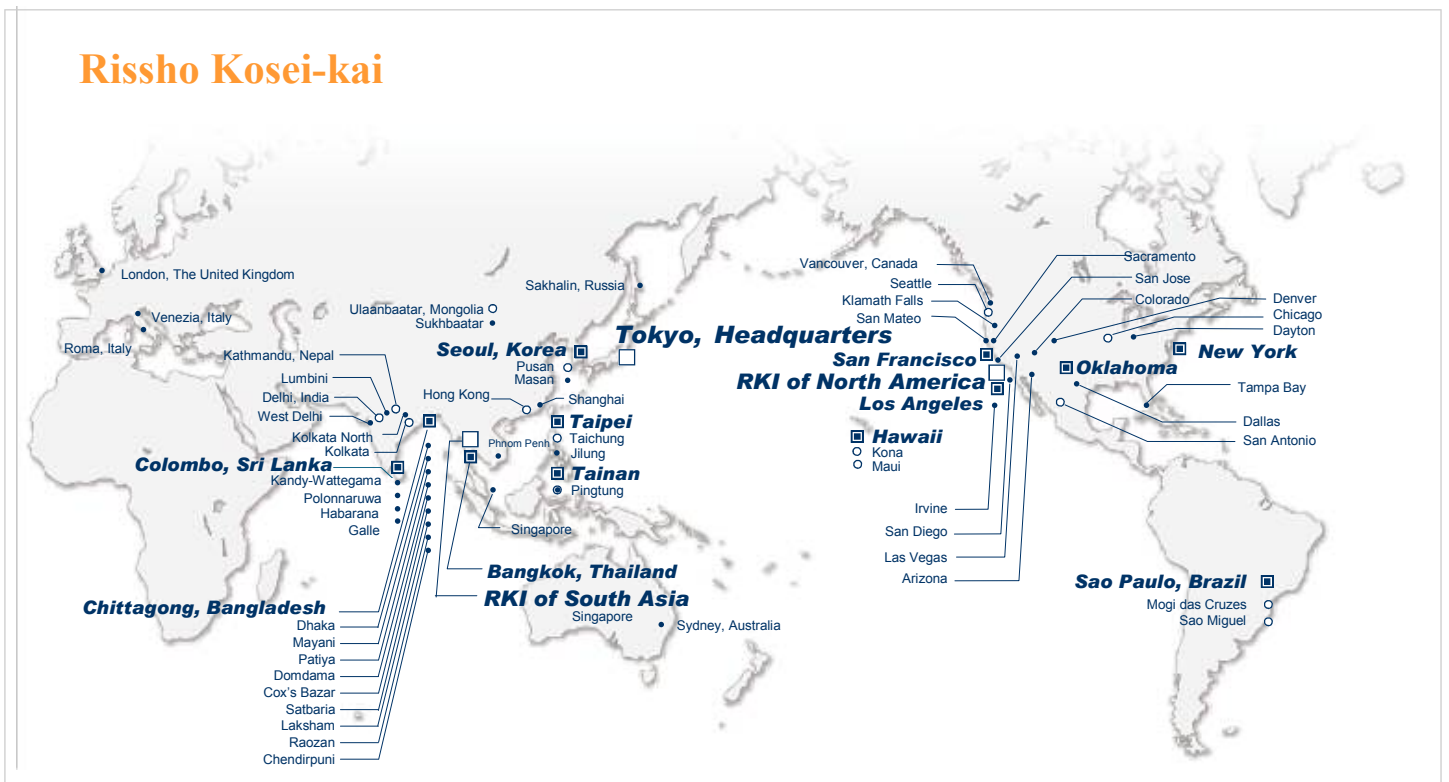 Rissho Kosei-kai
London, The United Kingdom
Venezia, Italy
Roma, Italy
Ulaanbaatar, Mongolia
Sukhbaatar
Sakhalin, Russia
Tokyo, Headquarters
Seoul, Korea
Pusan
Masan
Kathmandu, Nepal
Lumbini
Delhi, India
West Delhi
Kolkata North
Kolkata
Hong Kong
Shanghai
Taipei
Taichung
Jilung
Phnom Penh
Tainan
Pingtung
Colombo, Sri Lanka
Kandy-Wattegama
Polonnaruwa
Habarana
Galle
Singapore
Bangkok, Thailand
RKI of South Asia
Singapore
Sydney, Australia
Chittagong, Bangladesh
Dhaka
Mayani
Patiya
Domdama
Cox's Bazar
Satbaria
Laksham
Raozan
Chendirpuni
Vancouver, Canada
Seattle
Klamath Falls
San Mateo
San Francisco
RKI of North America
Los Angeles
Sacramento
San Jose
Colorado
Denver
Chicago
Dayton
New York
Oklahoma
Tampa Bay
Dallas
San Antonio
Hawaii
Kona
Maui
Irvine
San Diego
Las Vegas
Arizona
Sao Paulo, Brazil
Mogi das Cruzes
Sao Miguel